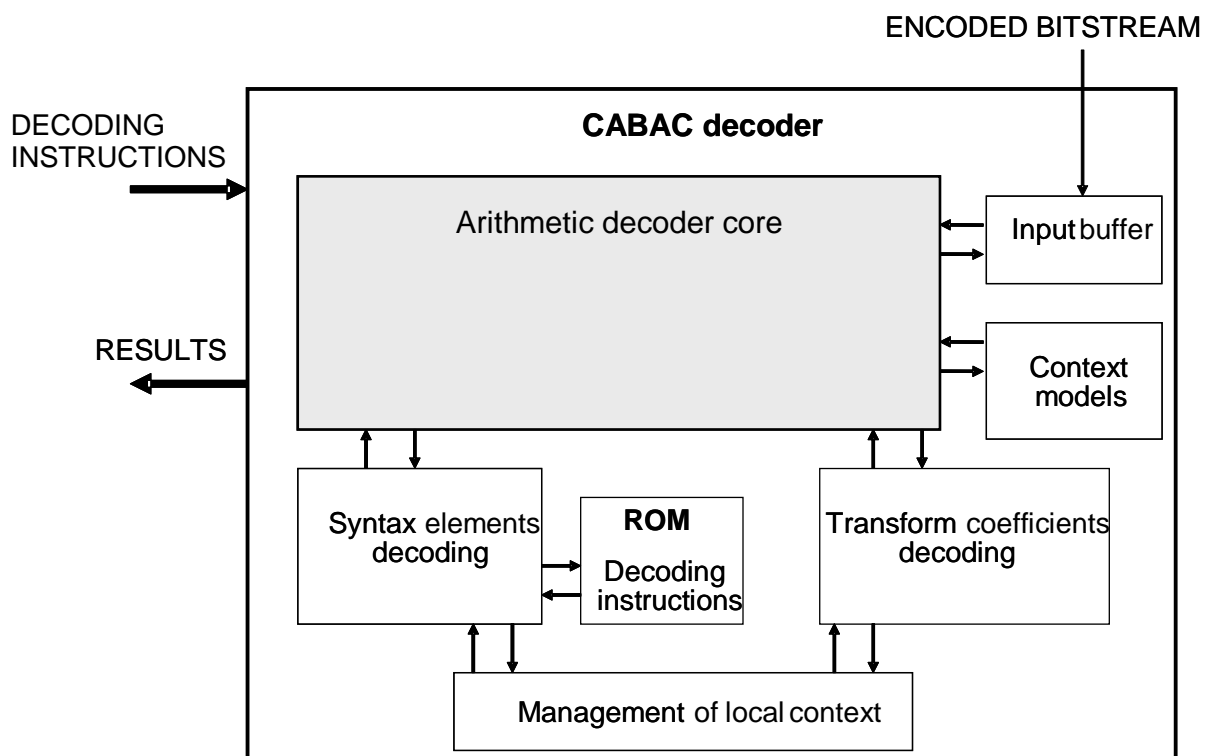 ENCODED BITSTREAM
DECODING
INSTRUCTIONS
CABAC decoder
Arithmetic decoder core
Input buffer
RESULTS
Context
models
Syntax elements
decoding
ROM
Decoding
instructions
Transform coefficients
decoding
Management of local context